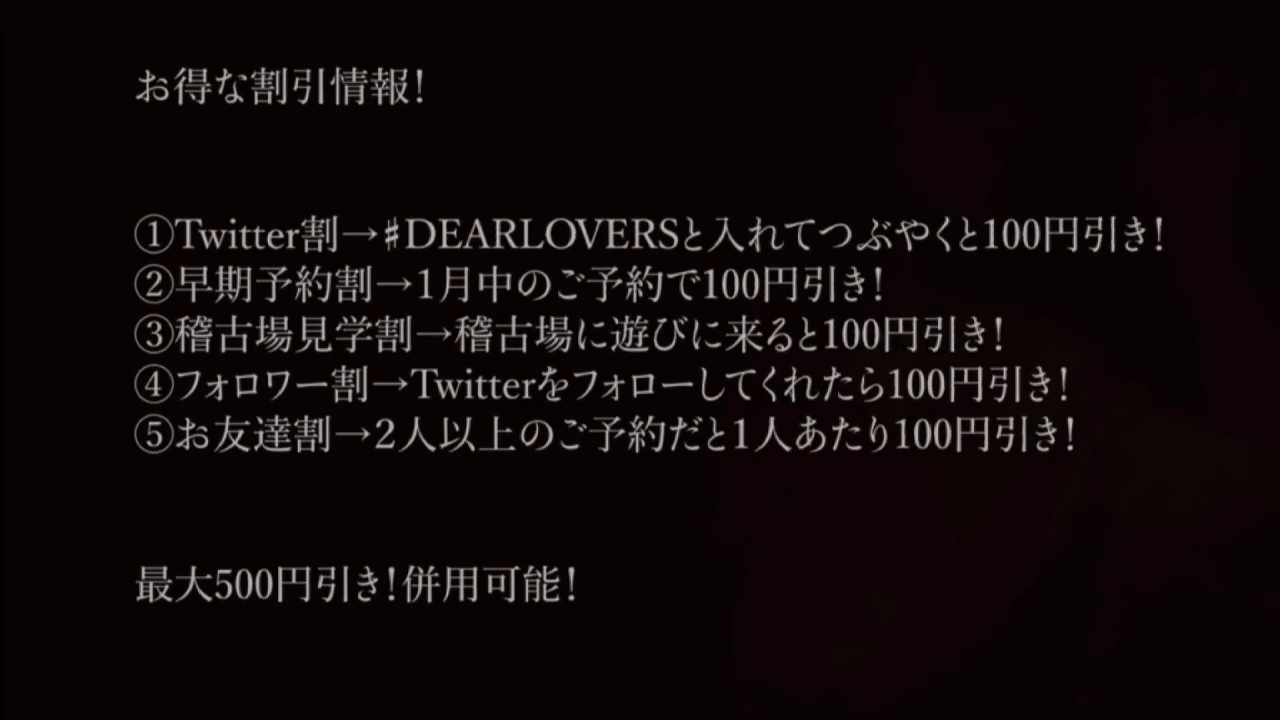 お得な割引情報!
①Twitter割→♯DEARLOVERSと入れてつぶやくと100円引き!
②早期予約割→1月中のご予約で100円引き!
③稽古場見学割→稽古場に遊びに来ると100円引き!
④フォロワー割→Twitterをフォローしてくれたら100円引き!
⑤お友達割→2人以上のご予約だと1人あたり100円引き!
最大500円引き!併用可能!